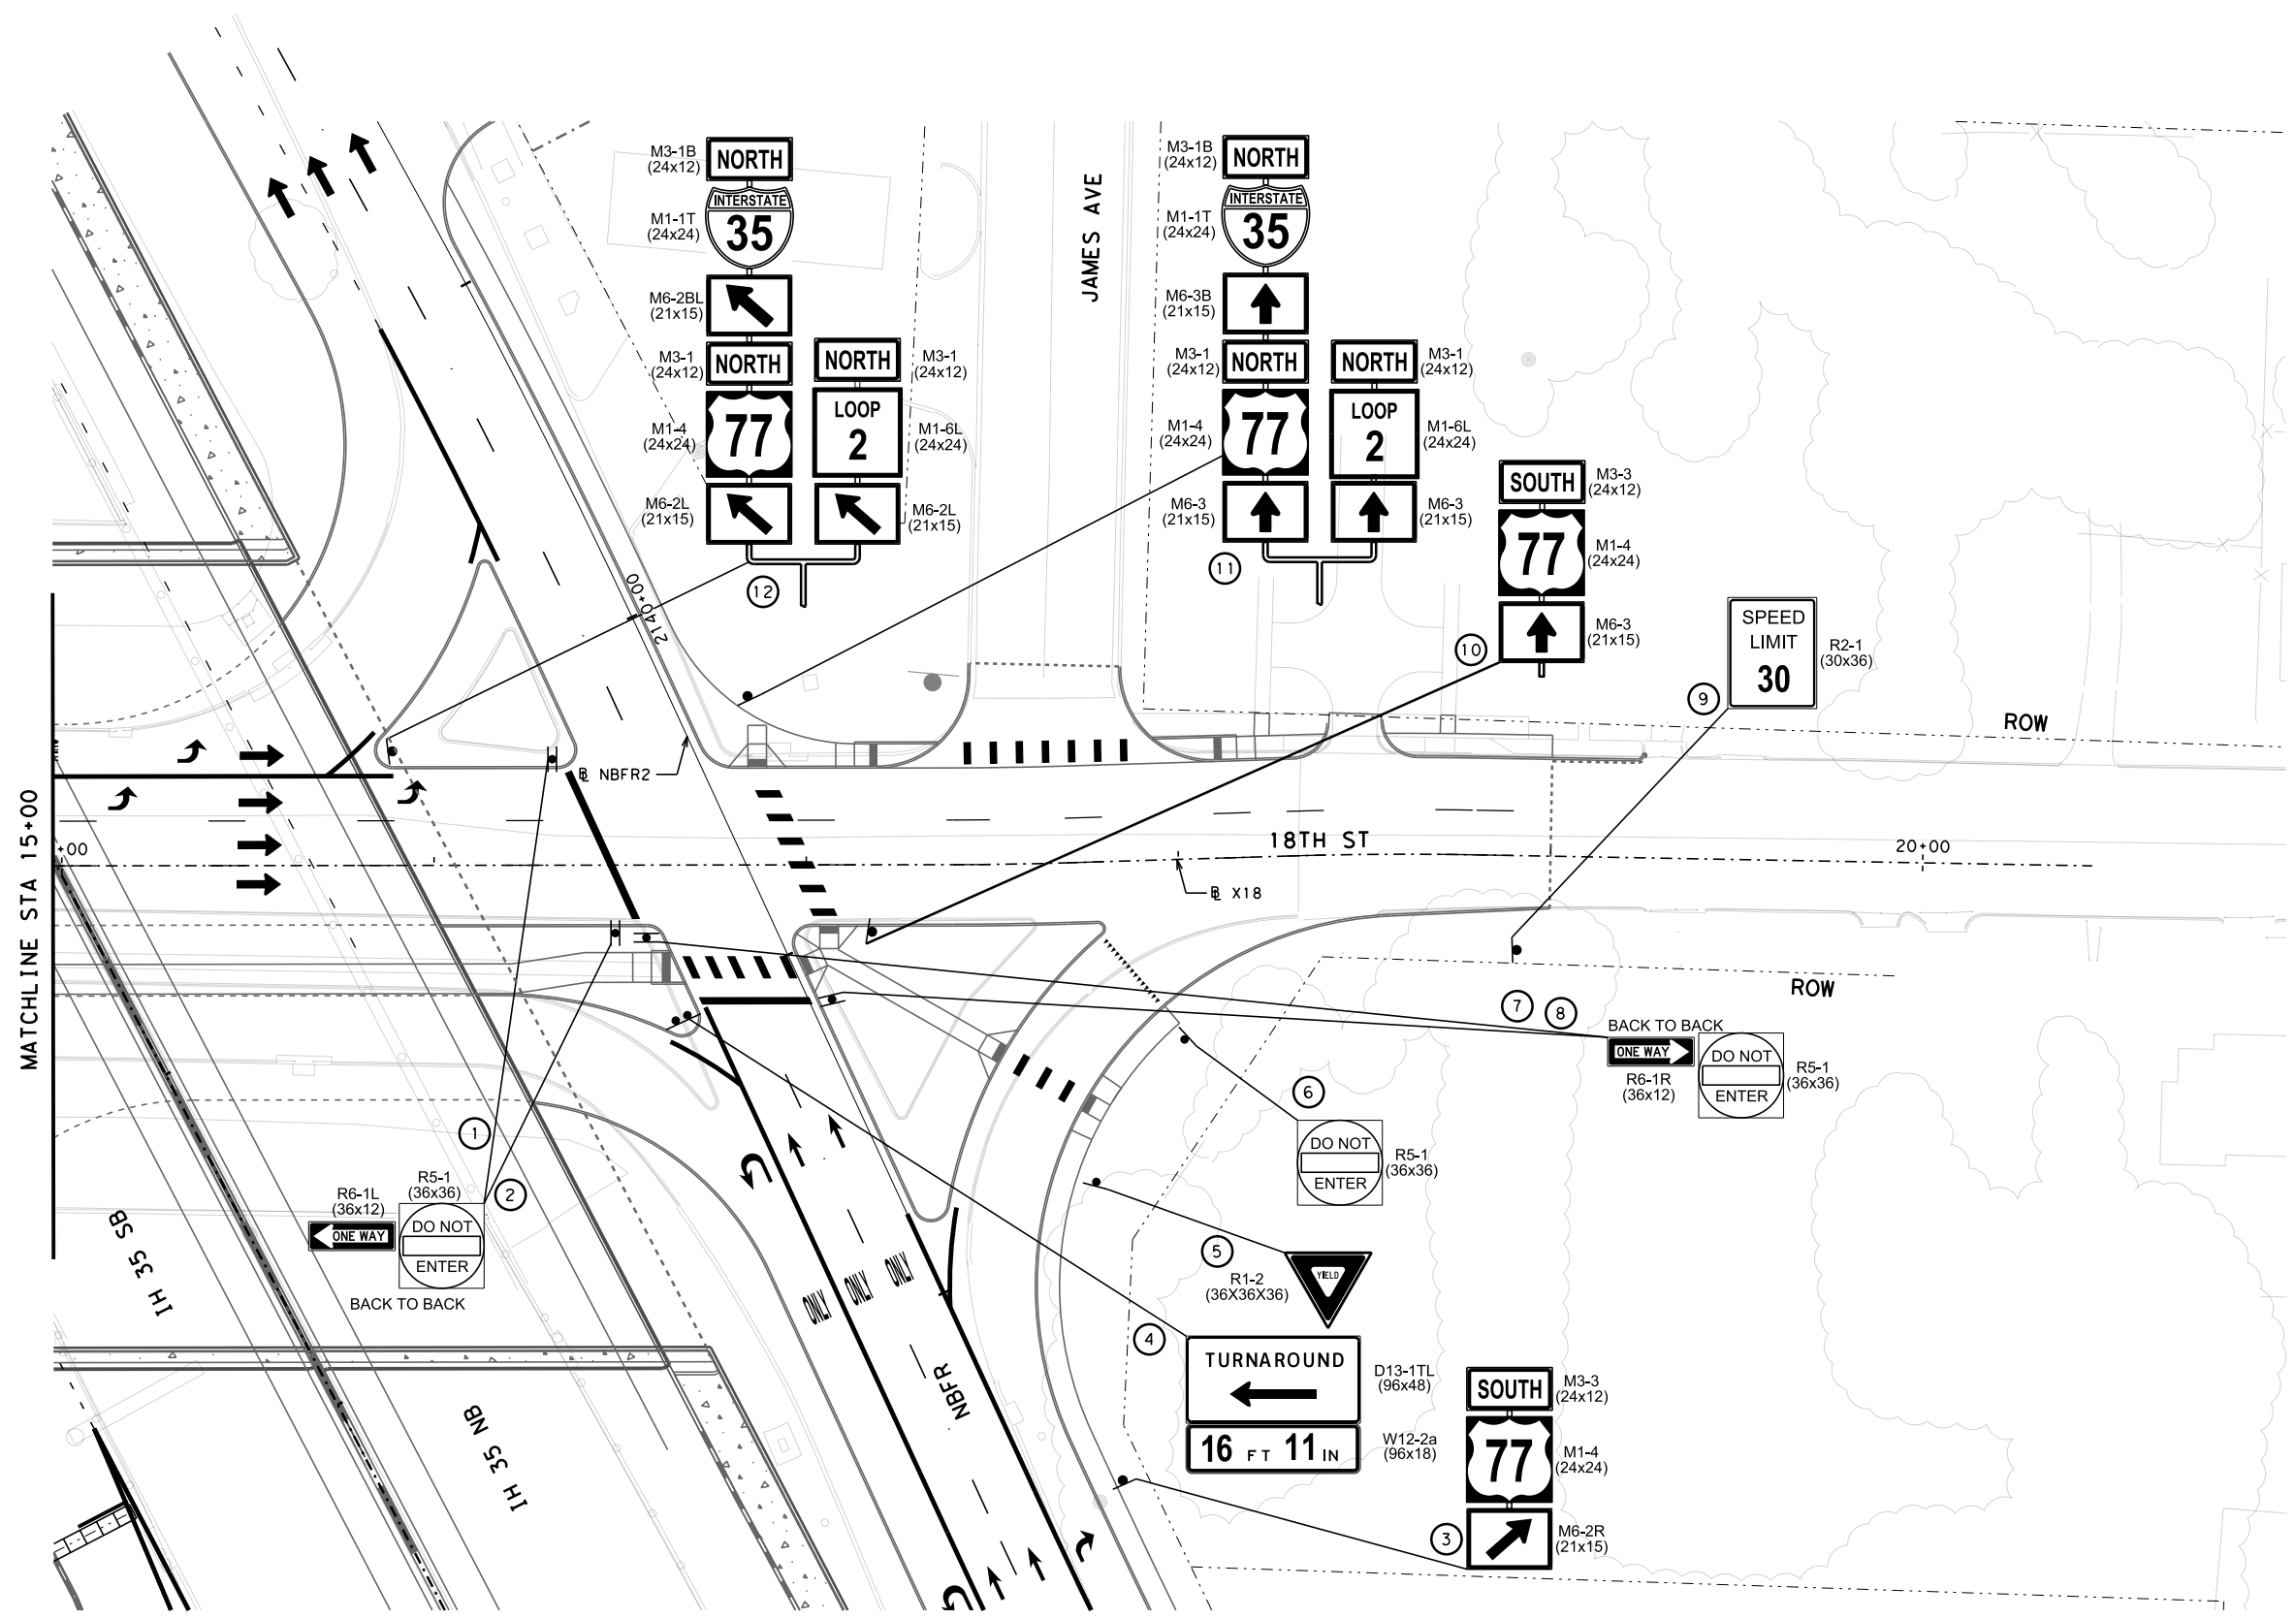 M3-1B
(24x12)
NORTH
M1-1T
(24x24)
INTERSTATE
35
M6-2BL
(21x15)
M3-1
(24x12)
NORTH
M1-4
(24x24)
77
M6-2L
(21x15)
NORTH
M3-1
(24x12)
LOOP
2
M1-6L
(24x24)
M6-2L
(21x15)
12
JAMES AVE
M3-1B
(24x12)
NORTH
M1-1T
(24x24)
INTERSTATE
35
M6-3B
(21x15)
M3-1
(24x12)
NORTH
M1-4
(24x24)
77
M6-3
(21x15)
NORTH
M3-1
(24x12)
LOOP
2
M1-6L
(24x24)
M6-3
(21x15)
11
SOUTH
M3-3
(24x12)
77
M1-4
(24x24)
M6-3
(21x15)
10
SPEED
LIMIT
30
R2-1
(30x36)
9
ROW
2140+00
℄ NBFR2
MATCHLINE STA 15+00
+00
18TH ST
20+00
℄ X18
ROW
7
8
BACK TO BACK
ONE WAY
R6-1R
(36x12)
DO NOT
ENTER
R5-1
(36x36)
6
DO NOT
ENTER
R5-1
(36x36)
1
2
R5-1
(36x36)
R6-1L
(36x12)
ONE WAY
DO NOT
ENTER
BACK TO BACK
5
R1-2
(36X36X36)
YIELD
4
TURNAROUND
D13-1TL
(96x48)
16 FT 11 IN
W12-2a
(96x18)
SOUTH
M3-3
(24x12)
77
M1-4
(24x24)
3
M6-2R
(21x15)
IH 35 SB
IH 35 NB
ONLY
ONLY
ONLY
NBFR